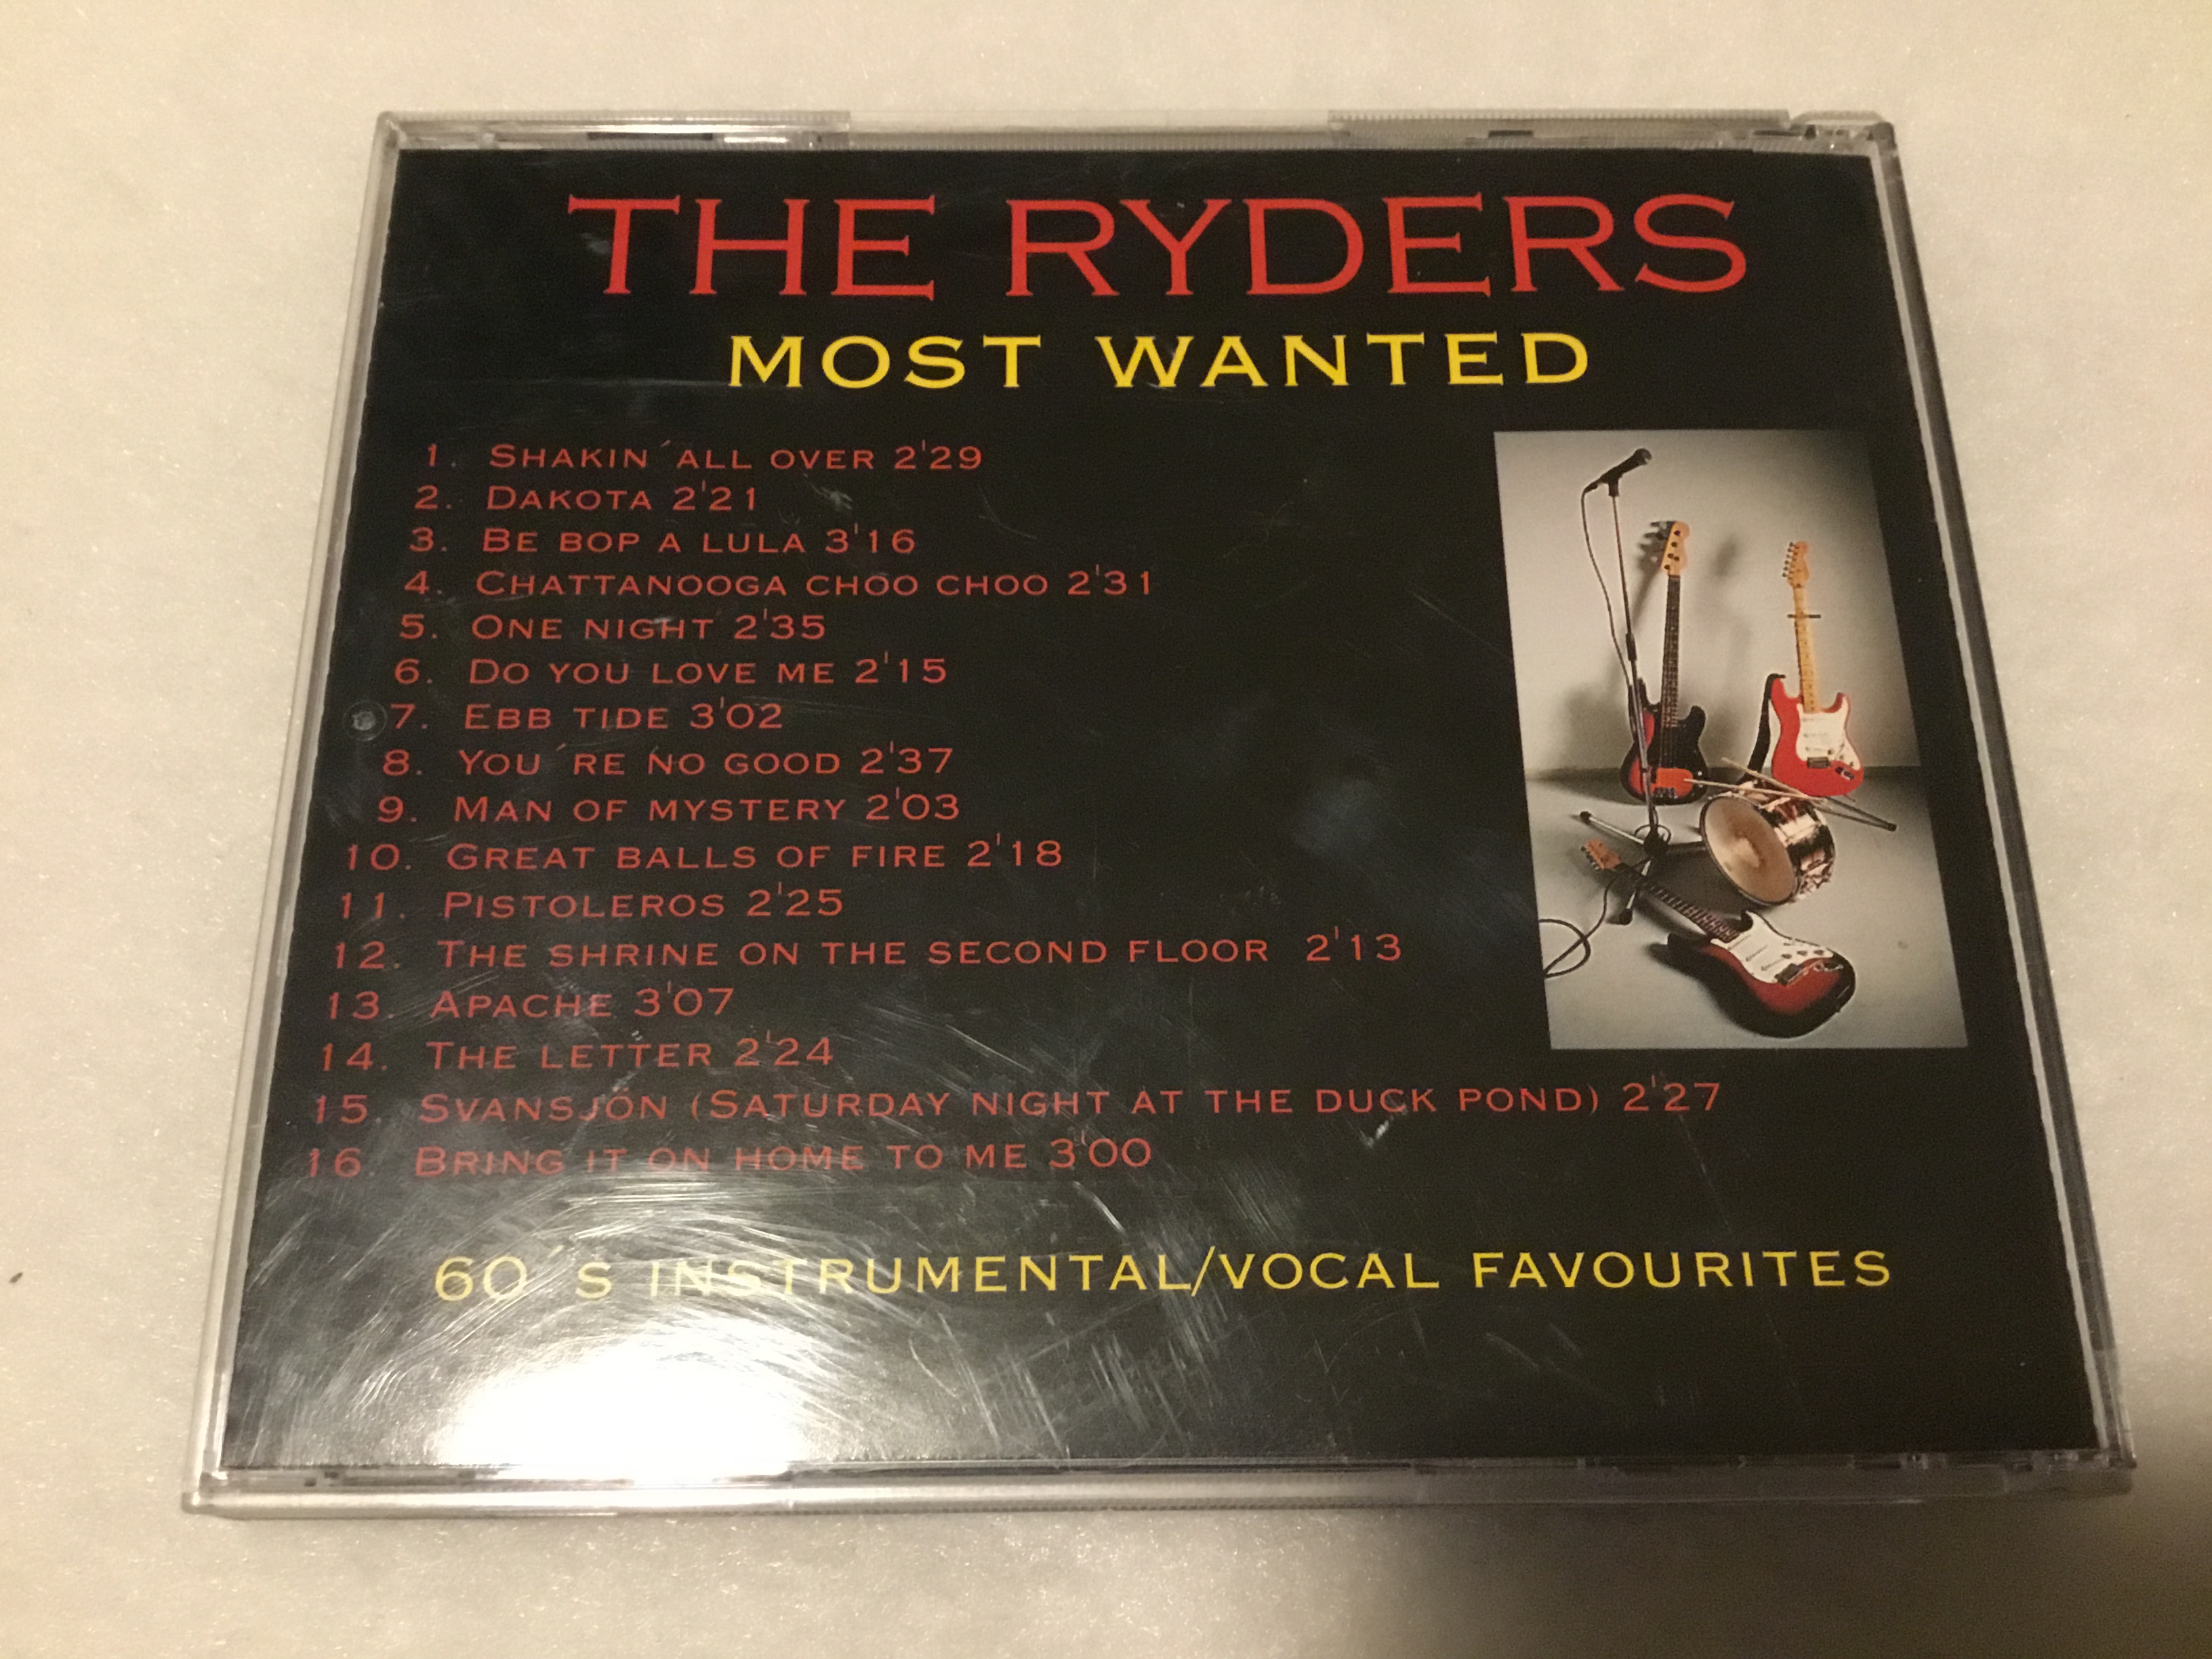 THE RYDERS
MOST WANTED
1. SHAKIN´ALL OVER 2'29
2. DAKOTA 2'21
3. BE BOP A LULA 3'16
4. CHATTANOOGA CHOO CHOO 2'31
5. ONE NIGHT 2'35
6. DO YOU LOVE ME 2'15
7. EBB TIDE 3'02
8. YOU´RE NO GOOD 2'37
9. MAN OF MYSTERY 2'03
10. GREAT BALLS OF FIRE 2'18
11. PISTOLEROS 2'25
12. THE SHRINE ON THE SECOND FLOOR 2'13
13. APACHE 3'07
14. THE LETTER 2'24
15. SVANSJÖN (SATURDAY NIGHT AT THE DUCK POND) 2'27
16. BRING IT ON HOME TO ME 3'00
60´S INSTRUMENTAL/VOCAL FAVOURITES